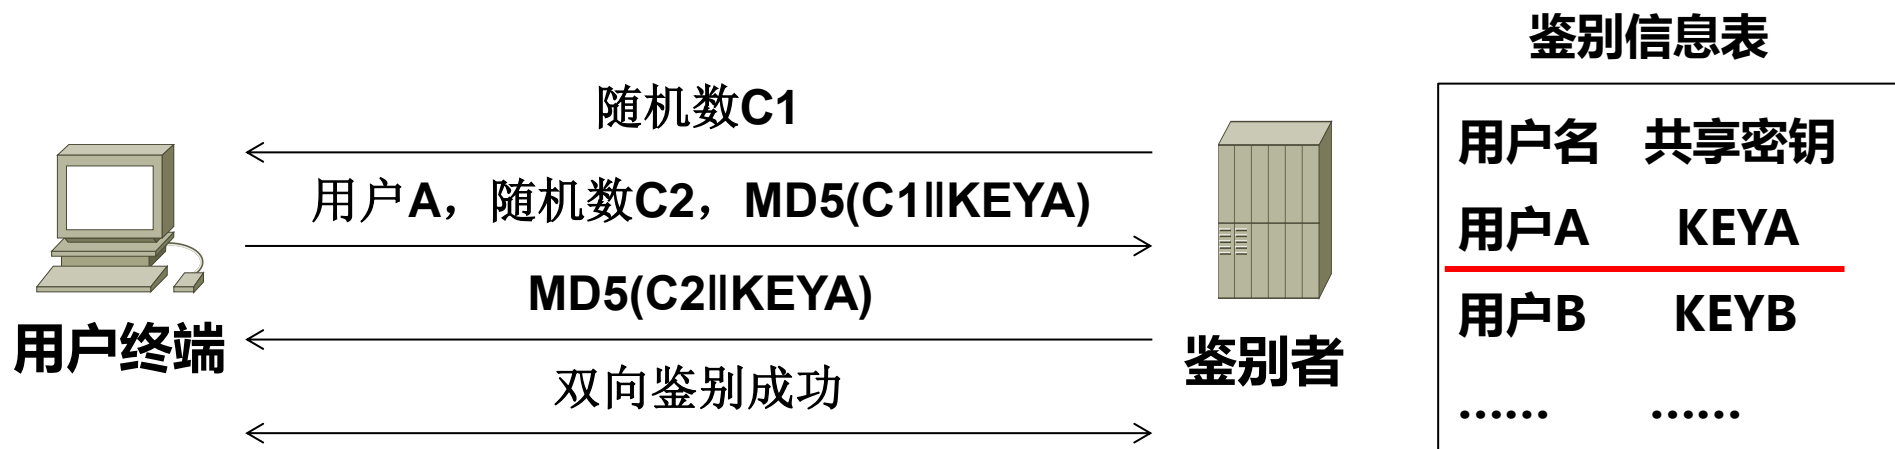 鉴别信息表
随机数C1
用户A，随机数C2，MD5(C1||KEYA)
MD5(C2||KEYA)
双向鉴别成功
用户终端
鉴别者
用户名 共享密钥
用户A KEYA
用户B KEYB
…… ……